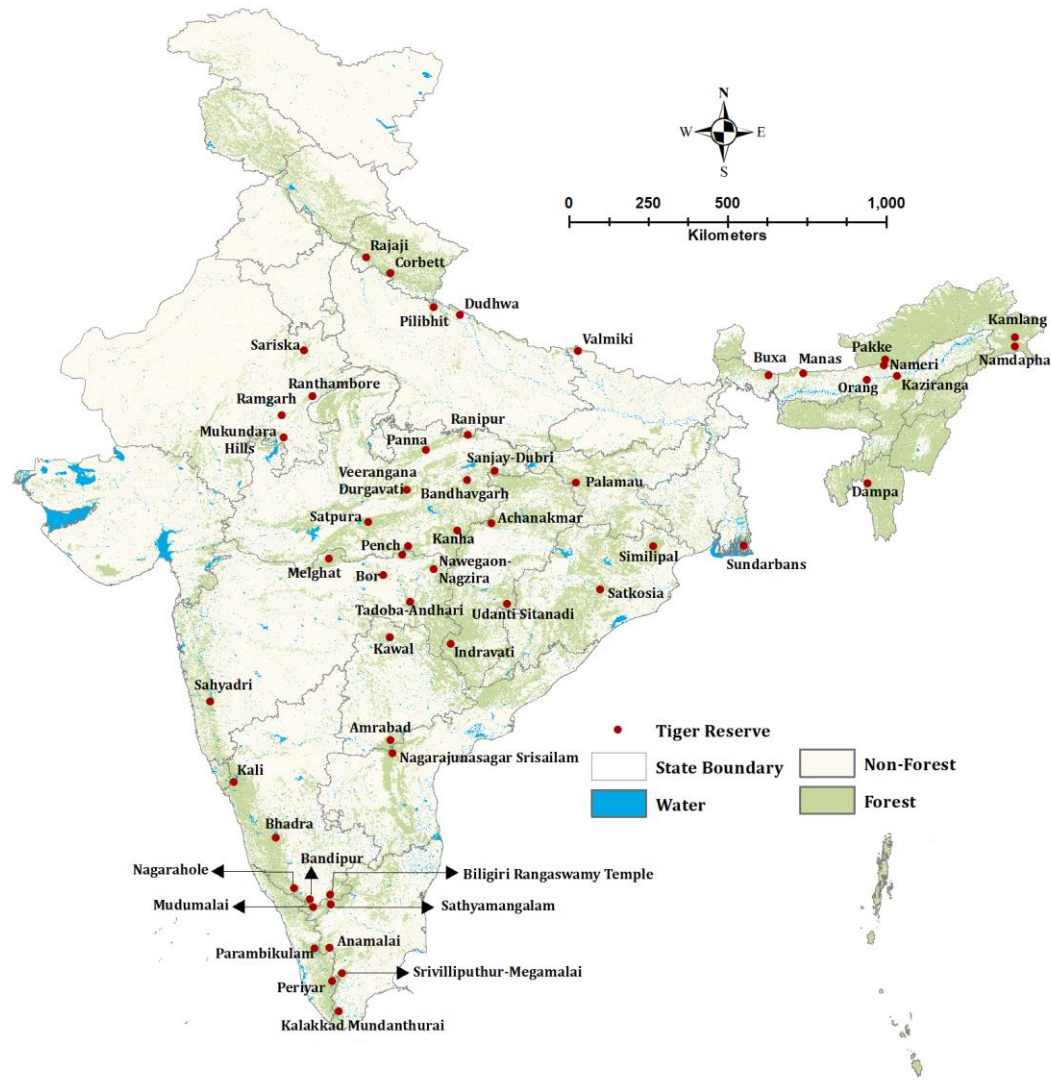 N
W
E
S
0
250
500
1,000
Kilometers
Rajaji
Corbett
Dudhwa
Pilibhit
Kamlang
Sariska
Valmiki
Pakke
Namdapha
Buxa
Manas
Nameri
Ranthambore
Orang
Kaziranga
Ramgarh
Ranipur
Mukundara
Hills
Panna
Sanjay-Dubri
Veerangana
Durgavati
Bandhavgarh
Palamau
Dampa
Satpura
Achanakmar
Kanha
Pench
Similipal
Melghat
Nawegaon-
Nagzira
Sundarbans
Bor
Satkosia
Tadoba-Andhari
Udanti Sitanadi
Kawal
Indravati
Sahyadri
Amrabad
Tiger Reserve
Nagarajunasagar Srisailam
State Boundary
Non-Forest
Kali
Water
Forest
Bhadra
Bandipur
Nagarahole
Biligiri Rangaswamy Temple
Mudumalai
Sathyamangalam
Anamalai
Parambikulam
Srivilliputhur-Megamalai
Periyar
Kalakkad Mundanthurai